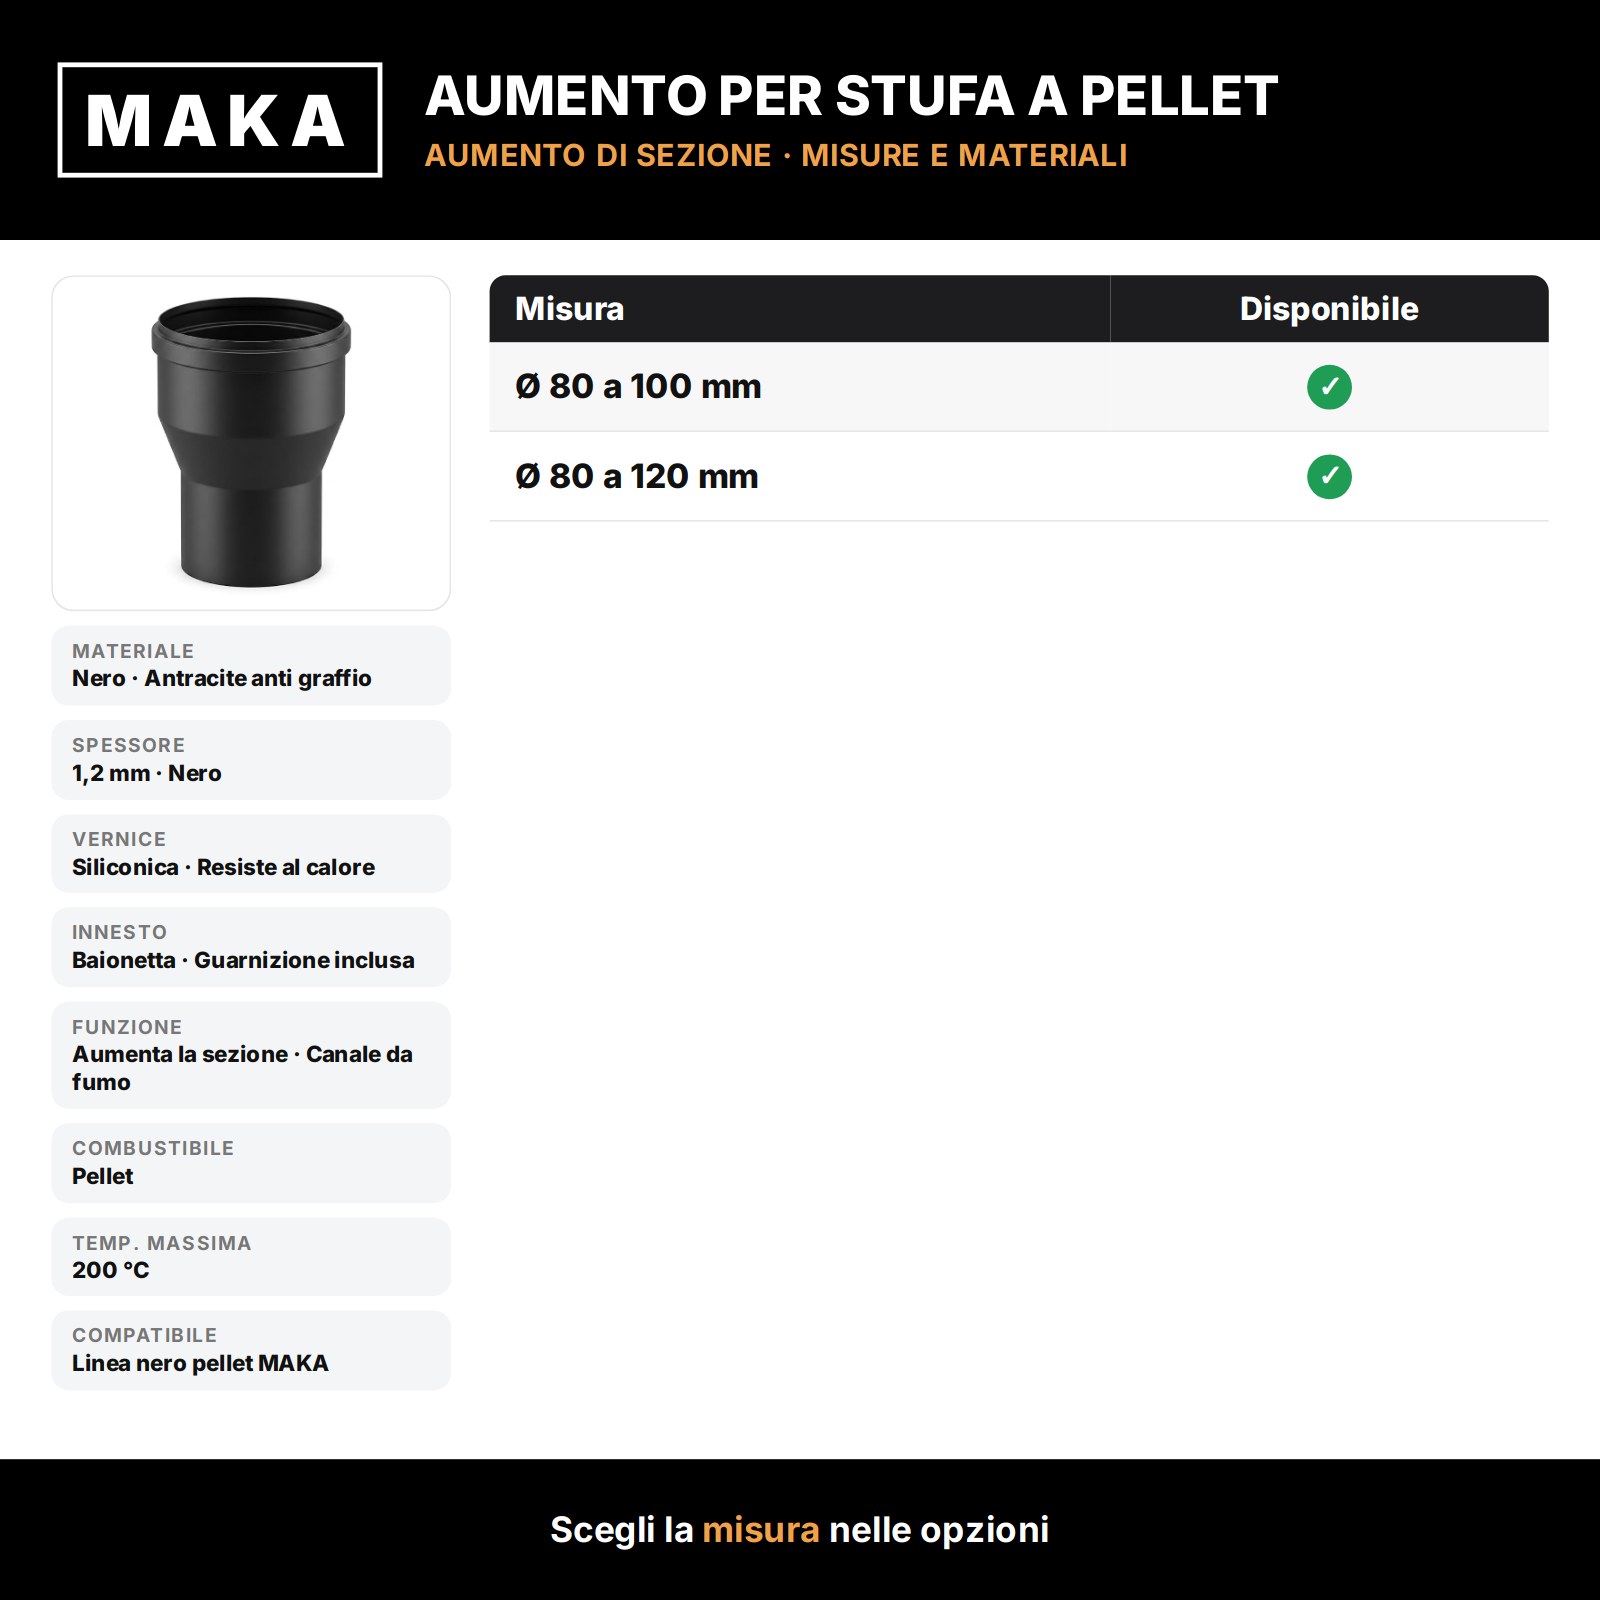 MAKA
AUMENTO PER STUFA A PELLET
AUMENTO DI SEZIONE · MISURE E MATERIALI
Misura Disponibile
Ø 80 a 100 mm ✓
Ø 80 a 120 mm ✓
MATERIALE
Nero · Antracite anti graffio
SPESSORE
1,2 mm · Nero
VERNICE
Siliconica · Resiste al calore
INNESTO
Baionetta · Guarnizione inclusa
FUNZIONE
Aumenta la sezione · Canale da
fumo
COMBUSTIBILE
Pellet
TEMP. MASSIMA
200 °C
COMPATIBILE
Linea nero pellet MAKA
Scegli la misura nelle opzioni